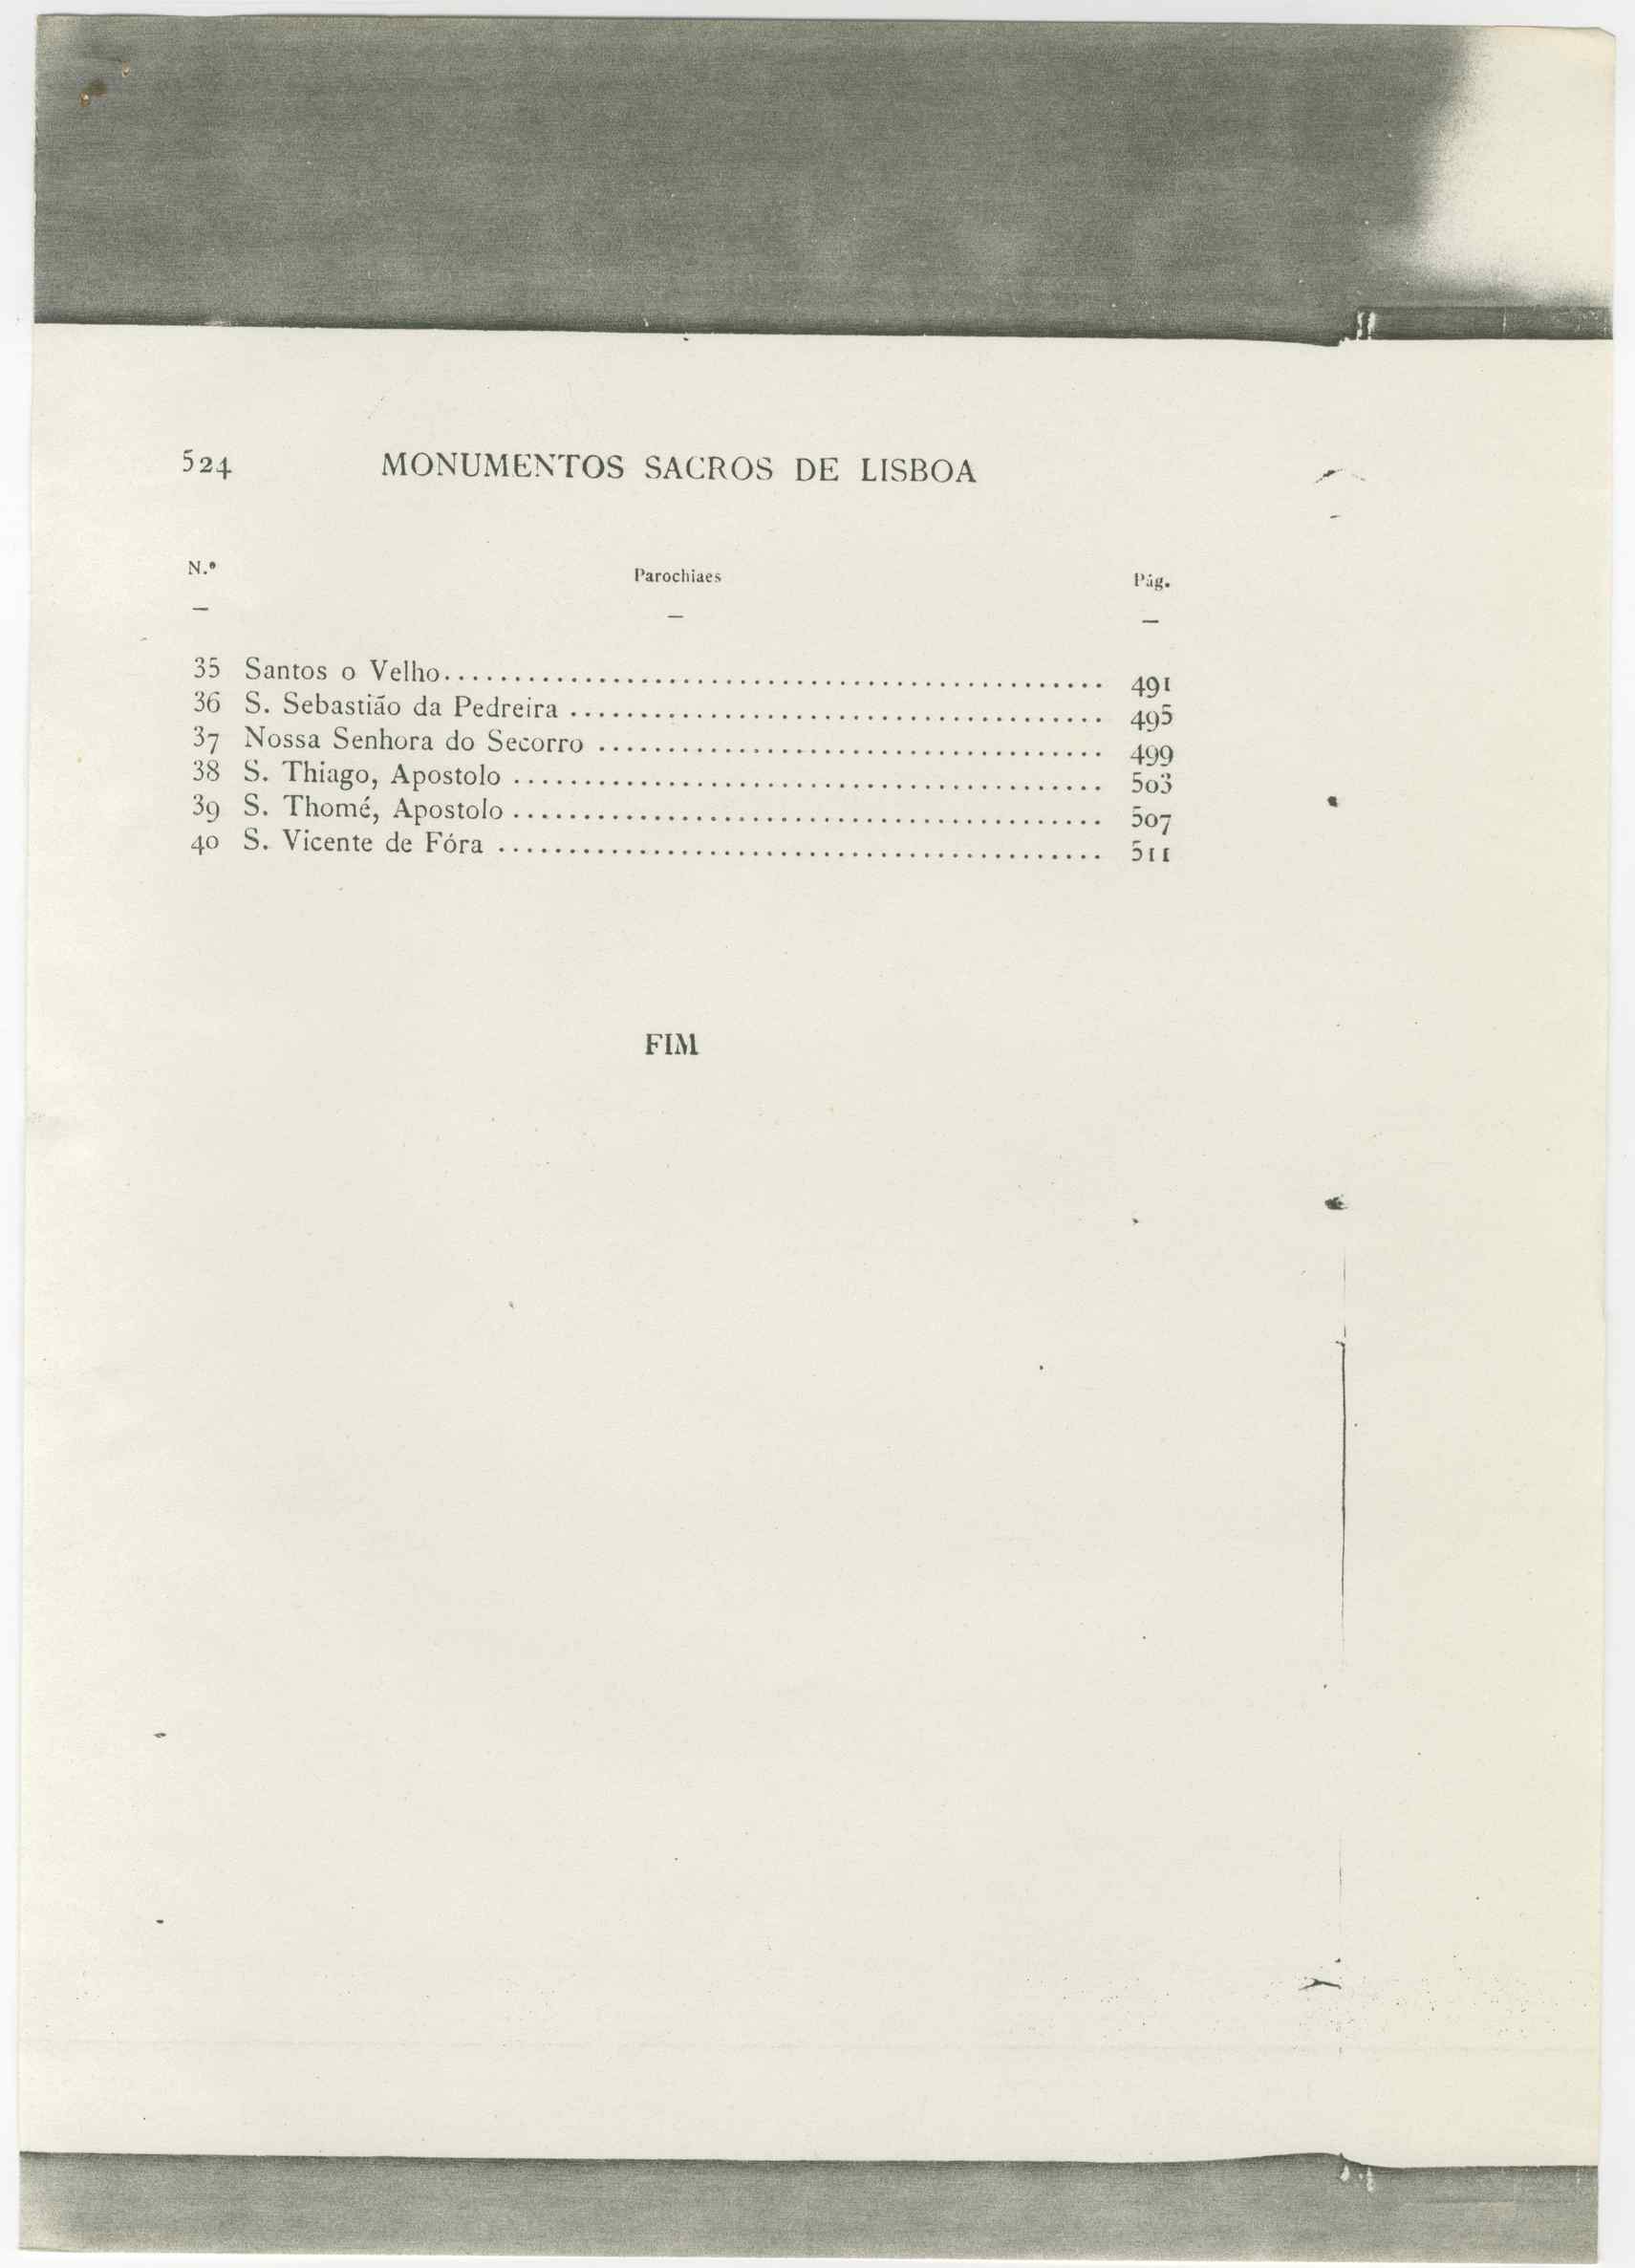 524 MONUMENTOS SACROS DE LISBOA
N.º Parochiaes Pág.
— — —
35 Santos o Velho................................................ 491
36 S. Sebastião da Pedreira ...................................... 495
37 Nossa Senhora do Secorro .................................... 499
38 S. Thiago, Apostolo .......................................... 503
39 S. Thomé, Apostolo .......................................... 507
40 S. Vicente de Fóra ........................................... 511
FIM